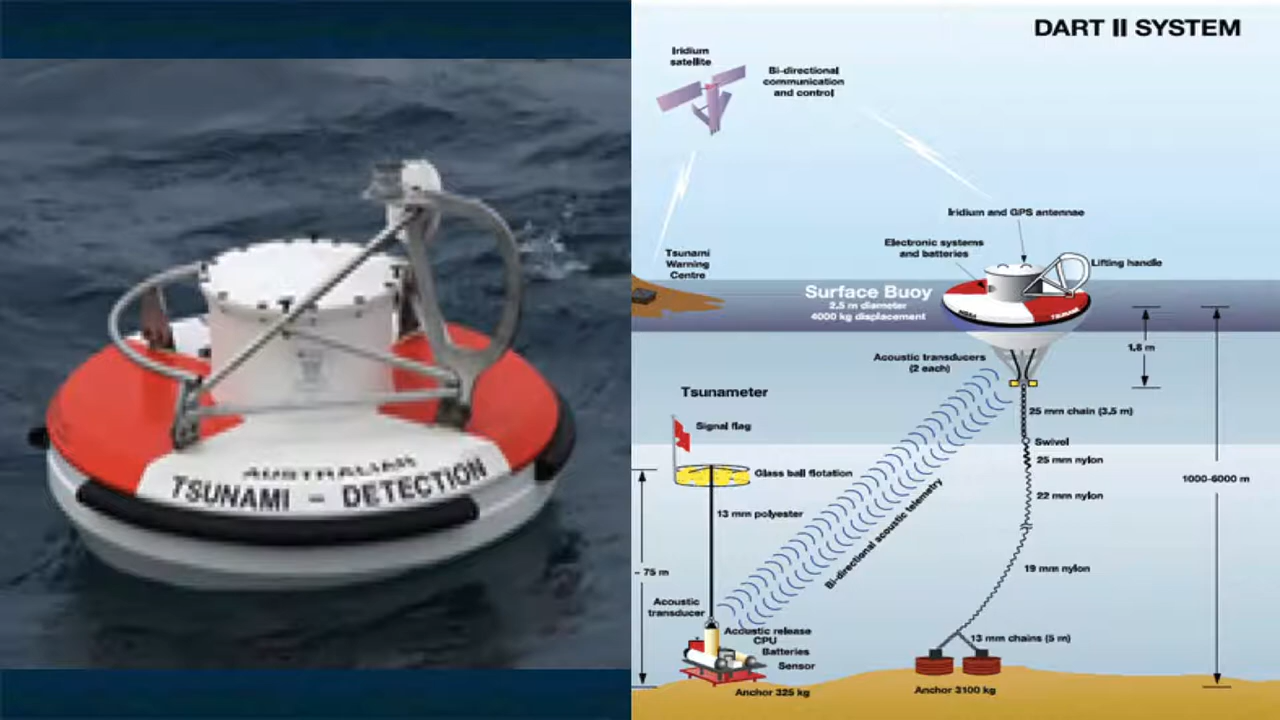 AUSTRALIAN
TSUNAMI - DETECTION
DART II SYSTEM
Iridium
satellite
Bi-directional
communication
and control
Iridium and GPS antennae
Electronic systems
and batteries
Lifting handle
Tsunami
Warning
Centre
Surface Buoy
2.5 m diameter
4000 kg displacement
TSUNAMI
1.8 m
Acoustic transducers
(2 each)
Tsunameter
25 mm chain (3.5 m)
Signal flag
Swivel
25 mm nylon
Glass ball flotation
1000-6000 m
22 mm nylon
13 mm polyester
Bi-directional acoustic telemetry
~ 75 m
19 mm nylon
Acoustic
transducer
Acoustic release
CPU
Batteries
Sensor
13 mm chains (5 m)
Anchor 325 kg
Anchor 3100 kg